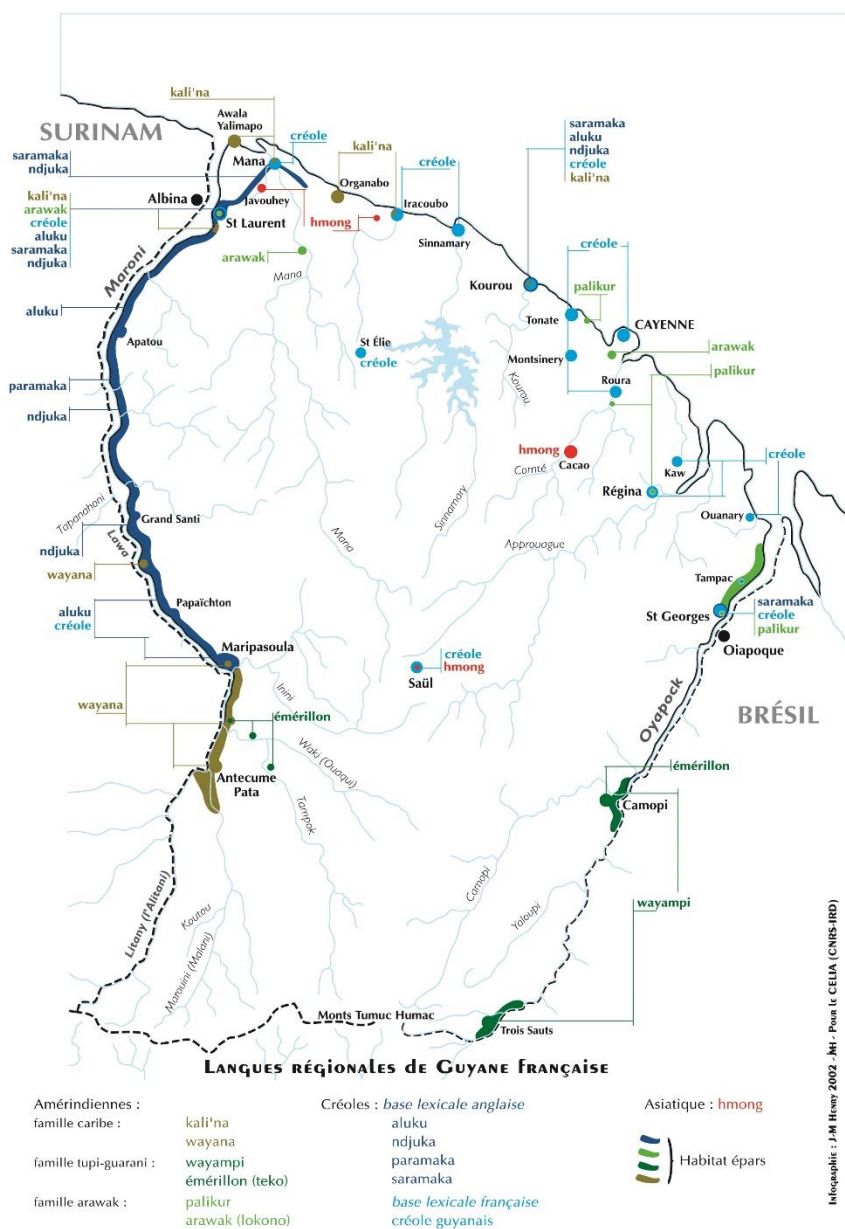 kali'na
Awala
Yalimapo
SURINAM
créole
kali'na
saramaka
aluku
ndjuka
créole
kali'na
saramaka
ndjuka
Mana
créole
Albina
Javouhey
Organabo
Iracoubo
kali'na
arawak
créole
aluku
saramaka
ndjuka
St Laurent
hmong
Sinnamary
créole
arawak
Maroni
Mana
Kourou
palikur
aluku
Tonate
CAYENNE
Apatou
St Élie
créole
Montsinery
arawak
Kourou
Roura
palikur
paramaka
ndjuka
hmong
Cacao
Comté
Kaw
créole
Régina
Sinnamary
Tapanahoni
Grand Santi
Mana
Ouanary
Lawa
ndjuka
Approuague
wayana
Tampac
aluku
créole
Papaïchton
St Georges
saramaka
créole
palikur
Oiapoque
Maripasoula
créole
hmong
Saül
Inini
wayana
émérillon
Oyapock
BRÉSIL
Waki (Ouaqui)
émérillon
Antecume
Pata
Tampok
Camopi
Camopi
Yaloupi
wayampi
Litany (l'Alitani)
Koutou
Marouini (Malani)
Monts Tumuc Humac
Trois Sauts
Langues régionales de Guyane française
Amérindiennes :
famille caribe : kali'na
wayana
famille tupi-guarani : wayampi
émérillon (teko)
famille arawak : palikur
arawak (lokono)
Créoles : base lexicale anglaise
aluku
ndjuka
paramaka
saramaka
base lexicale française
créole guyanais
Asiatique : hmong
Habitat épars
Infographie : J-M Henry 2002 - JMH - Pour le CELIA (CNRS-IRD)